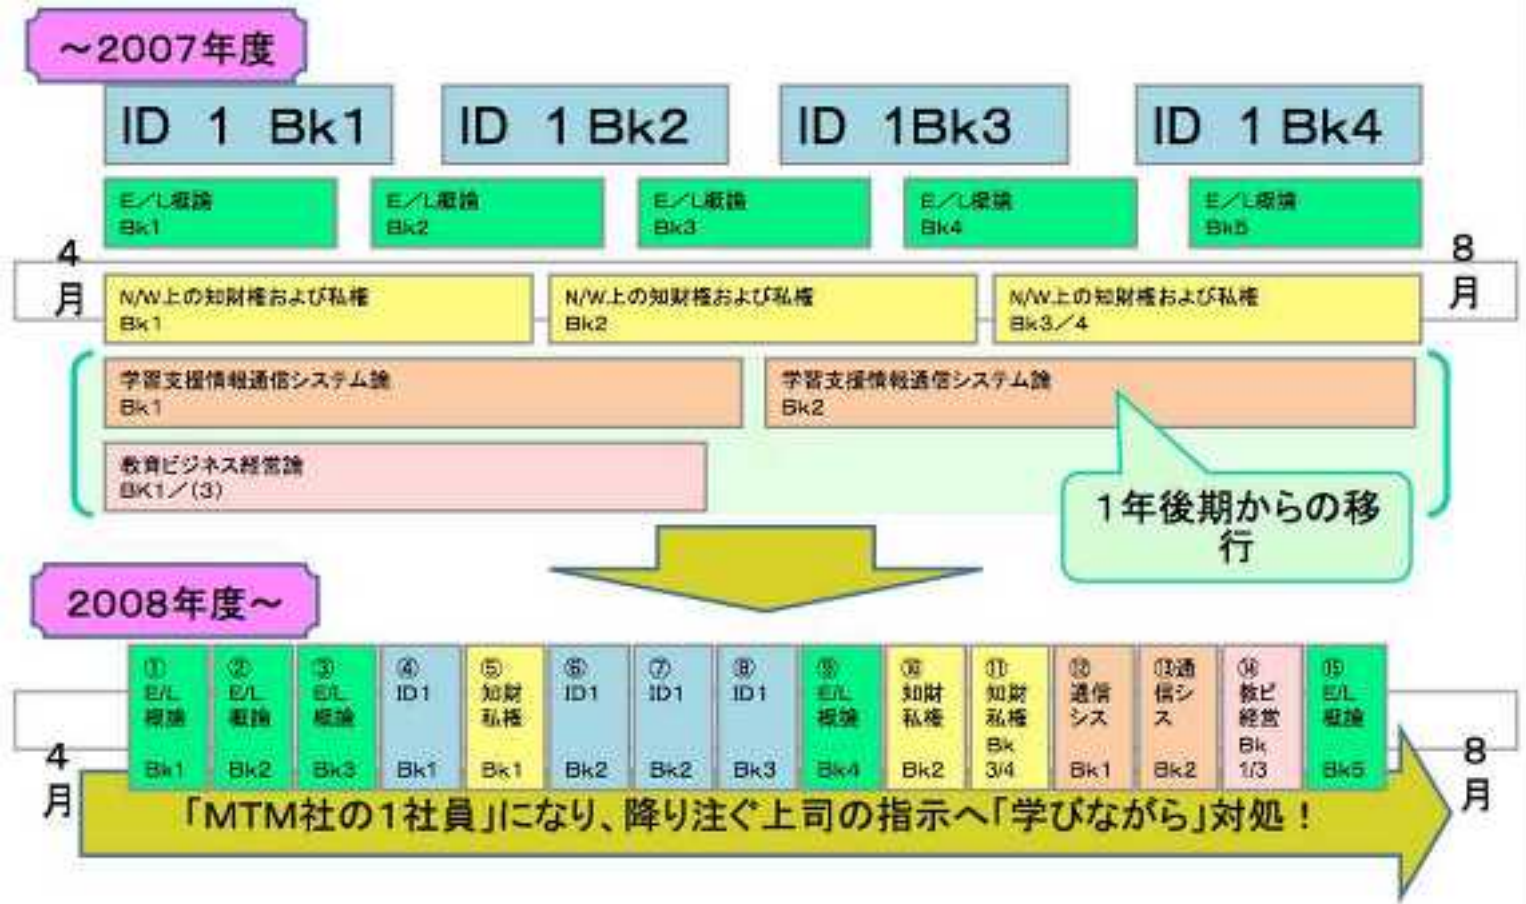 ～2007年度
ID 1 Bk1
ID 1 Bk2
ID 1Bk3
ID 1 Bk4
E／L概論
Bk1
E／L概論
Bk2
E／L概論
Bk3
E／L概論
Bk4
E／L概論
Bk5
4
月
8
月
N/W上の知財権および私権
Bk1
N/W上の知財権および私権
Bk2
N/W上の知財権および私権
Bk3／4
学習支援情報通信システム論
Bk1
学習支援情報通信システム論
Bk2
教育ビジネス経営論
BK1／(3)
1年後期からの移
行
2008年度～
①
E/L
概論
Bk1
②
E/L
概論
Bk2
③
E/L
概論
Bk3
④
ID1
Bk1
⑤
知財
私権
Bk1
⑥
ID1
Bk2
⑦
ID1
Bk2
⑧
ID1
Bk3
⑨
E/L
概論
Bk4
⑩
知財
私権
Bk2
⑪
知財
私権
Bk
3/4
⑫
通信
シス
Bk1
⑬通
信シ
ス
Bk2
⑭
教ビ
経営
Bk
1/3
⑮
E/L
概論
Bk5
4
月
8
月
「MTM社の1社員」になり、降り注ぐ上司の指示へ「学びながら」対処！